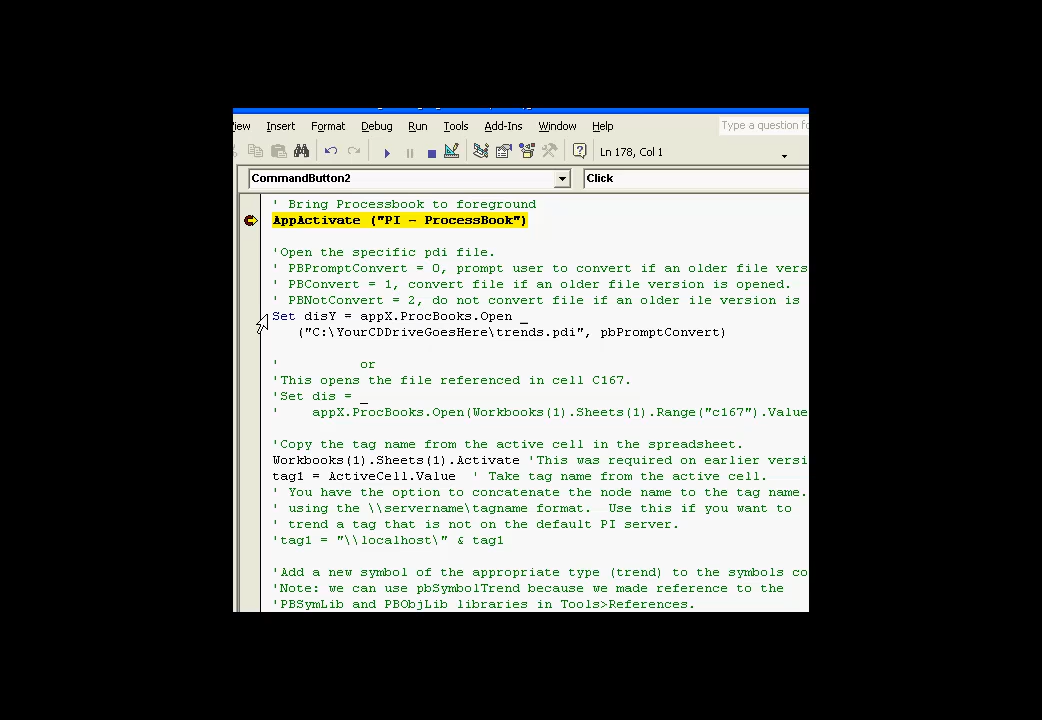 Insert Format Debug Run Tools Add-Ins Window Help Type a question
Ln 178, Col 1
CommandButton2 Click
' Bring Processbook to foreground
AppActivate ("PI - ProcessBook")
'Open the specific pdi file.
' PBPromptConvert = 0, prompt user to convert if an older file vers
' PBConvert = 1, convert file if an older file version is opened.
' PBNotConvert = 2, do not convert file if an older ile version is
Set disY = appX.ProcBooks.Open _
("C:\YourCDDriveGoesHere\trends.pdi", pbPromptConvert)
' or
'This opens the file referenced in cell C167.
'Set dis = _
' appX.ProcBooks.Open(Workbooks(1).Sheets(1).Range("c167").Value
'Copy the tag name from the active cell in the spreadsheet.
Workbooks(1).Sheets(1).Activate 'This was required on earlier versi
tag1 = ActiveCell.Value ' Take tag name from the active cell.
' You have the option to concatenate the node name to the tag name.
' using the \\servername\tagname format. Use this if you want to
' trend a tag that is not on the default PI server.
'tag1 = "\\localhost\" & tag1
'Add a new symbol of the appropriate type (trend) to the symbols co
'Note: we can use pbSymbolTrend because we made reference to the
'PBSymLib and PBObjLib libraries in Tools>References.